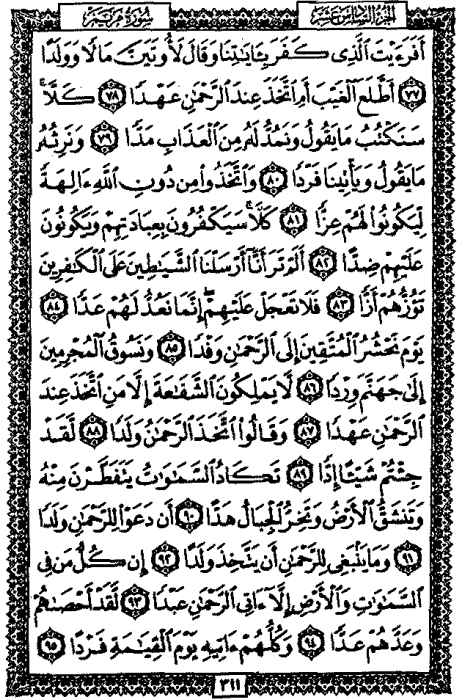 سورة مريم
الجزء السادس عشر
أَفَرَءَيْتَ ٱلَّذِى كَفَرَ بِـَٔايَـٰتِنَا وَقَالَ لَأُوتَيَنَّ مَالًا وَوَلَدًا
﴿٧٧﴾ أَطَّلَعَ ٱلْغَيْبَ أَمِ ٱتَّخَذَ عِندَ ٱلرَّحْمَـٰنِ عَهْدًا ﴿٧٨﴾ كَلَّا ۚ
سَنَكْتُبُ مَا يَقُولُ وَنَمُدُّ لَهُۥ مِنَ ٱلْعَذَابِ مَدًّا ﴿٧٩﴾ وَنَرِثُهُۥ
مَا يَقُولُ وَيَأْتِينَا فَرْدًا ﴿٨٠﴾ وَٱتَّخَذُوا۟ مِن دُونِ ٱللَّهِ ءَالِهَةً
لِّيَكُونُوا۟ لَهُمْ عِزًّا ﴿٨١﴾ كَلَّا ۚ سَيَكْفُرُونَ بِعِبَادَتِهِمْ وَيَكُونُونَ
عَلَيْهِمْ ضِدًّا ﴿٨٢﴾ أَلَمْ تَرَ أَنَّآ أَرْسَلْنَا ٱلشَّيَـٰطِينَ عَلَى ٱلْكَـٰفِرِينَ
تَؤُزُّهُمْ أَزًّا ﴿٨٣﴾ فَلَا تَعْجَلْ عَلَيْهِمْ ۖ إِنَّمَا نَعُدُّ لَهُمْ عَدًّا ﴿٨٤﴾
يَوْمَ نَحْشُرُ ٱلْمُتَّقِينَ إِلَى ٱلرَّحْمَـٰنِ وَفْدًا ﴿٨٥﴾ وَنَسُوقُ ٱلْمُجْرِمِينَ
إِلَىٰ جَهَنَّمَ وِرْدًا ﴿٨٦﴾ لَّا يَمْلِكُونَ ٱلشَّفَـٰعَةَ إِلَّا مَنِ ٱتَّخَذَ عِندَ
ٱلرَّحْمَـٰنِ عَهْدًا ﴿٨٧﴾ وَقَالُوا۟ ٱتَّخَذَ ٱلرَّحْمَـٰنُ وَلَدًا ﴿٨٨﴾ لَّقَدْ
جِئْتُمْ شَيْـًٔا إِدًّا ﴿٨٩﴾ تَكَادُ ٱلسَّمَـٰوَٰتُ يَتَفَطَّرْنَ مِنْهُ
وَتَنشَقُّ ٱلْأَرْضُ وَتَخِرُّ ٱلْجِبَالُ هَدًّا ﴿٩٠﴾ أَن دَعَوْا۟ لِلرَّحْمَـٰنِ وَلَدًا
﴿٩١﴾ وَمَا يَنۢبَغِى لِلرَّحْمَـٰنِ أَن يَتَّخِذَ وَلَدًا ﴿٩٢﴾ إِن كُلُّ مَن فِى
ٱلسَّمَـٰوَٰتِ وَٱلْأَرْضِ إِلَّآ ءَاتِى ٱلرَّحْمَـٰنِ عَبْدًا ﴿٩٣﴾ لَّقَدْ أَحْصَىٰهُمْ
وَعَدَّهُمْ عَدًّا ﴿٩٤﴾ وَكُلُّهُمْ ءَاتِيهِ يَوْمَ ٱلْقِيَـٰمَةِ فَرْدًا ﴿٩٥﴾
٣١١